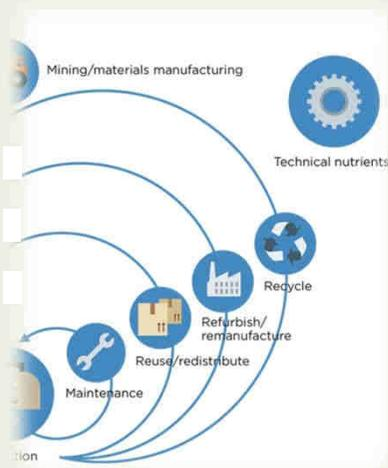 Mining/materials manufacturing
Technical nutrients
Recycle
Refurbish/
remanufacture
Reuse/redistribute
Maintenance